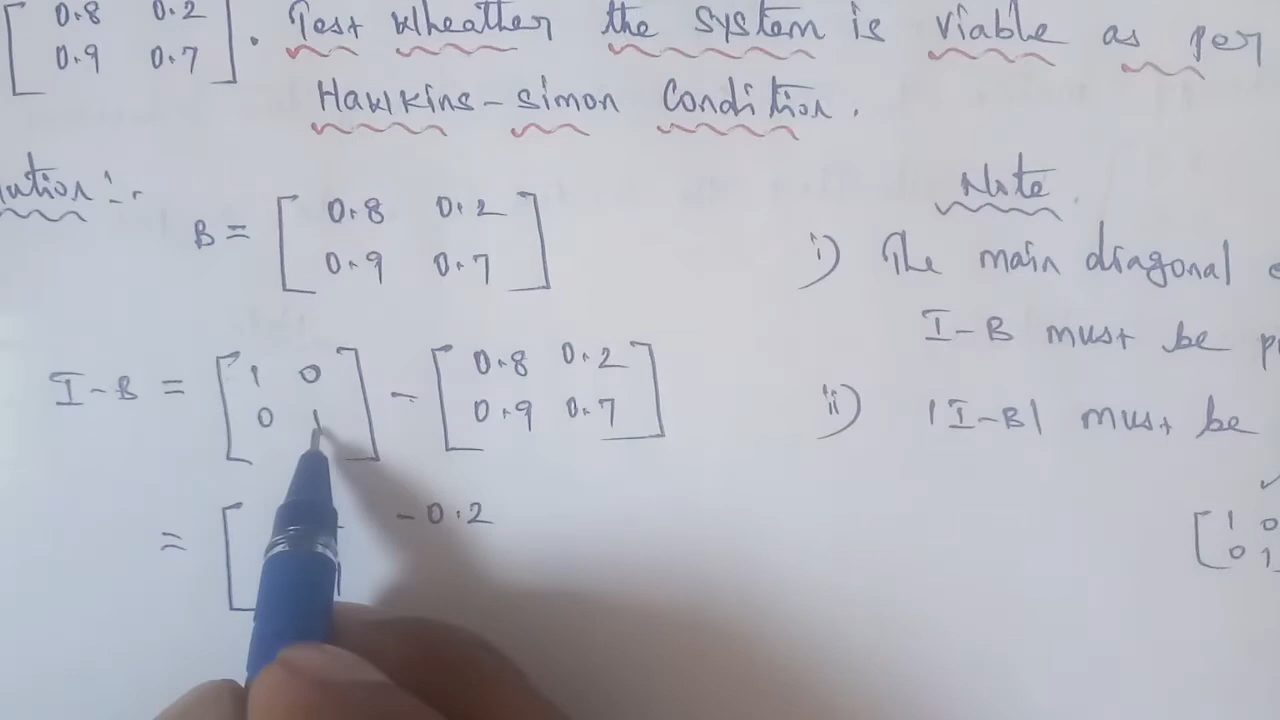 [0.8 0.2
0.9 0.7]. Test Wheather the System is Viable as per
Hawkins-simon Condition.
ution:-
B = [0.8 0.2
0.9 0.7]
I-B = [1 0
0 1] - [0.8 0.2
0.9 0.7]
= [ -0.2
Note
i) The main diagonal e
I-B must be p
ii) |I-B| must be
[1 0
0 1